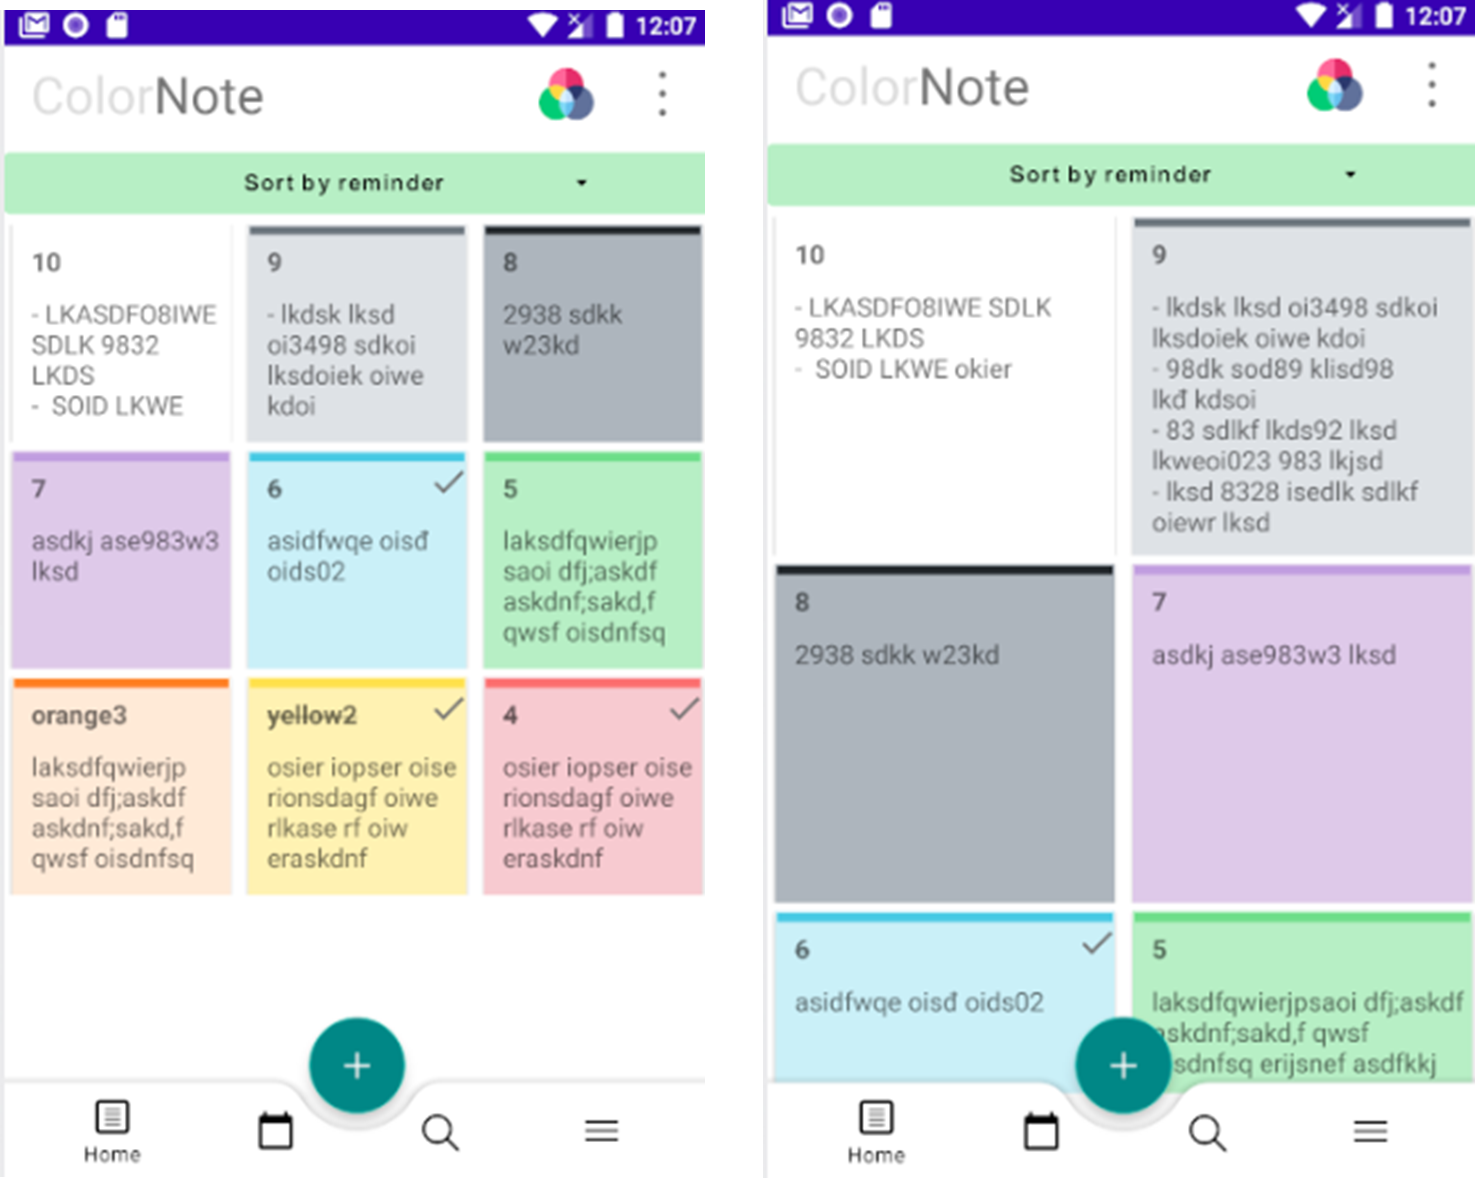 12:07
ColorNote
Sort by reminder
10
- LKASDFO8IWE
SDLK 9832
LKDS
- SOID LKWE
9
- lkdsk lksd
oi3498 sdkoi
lksdoiek oiwe
kdoi
8
2938 sdkk
w23kd
7
asdkj ase983w3
lksd
6
asidfwqe oisđ
oids02
5
laksdfqwierjp
saoi dfj;askdf
askdnf;sakd,f
qwsf oisdnfsq
orange3
laksdfqwierjp
saoi dfj;askdf
askdnf;sakd,f
qwsf oisdnfsq
yellow2
osier iopser oise
rionsdagf oiwe
rlkase rf oiw
eraskdnf
4
osier iopser oise
rionsdagf oiwe
rlkase rf oiw
eraskdnf
Home
12:07
ColorNote
Sort by reminder
10
- LKASDFO8IWE SDLK
9832 LKDS
- SOID LKWE okier
9
- lkdsk lksd oi3498 sdkoi
lksdoiek oiwe kdoi
- 98dk sod89 klisd98
lkđ kdsoi
- 83 sdlkf lkds92 lksd
lkweoi023 983 lkjsd
- lksd 8328 isedlk sdlkf
oiewr lksd
8
2938 sdkk w23kd
7
asdkj ase983w3 lksd
6
asidfwqe oisđ oids02
5
laksdfqwierjpsaoi dfj;askdf
askdnf;sakd,f qwsf
sdnfsq erijsnef asdfkkj
Home